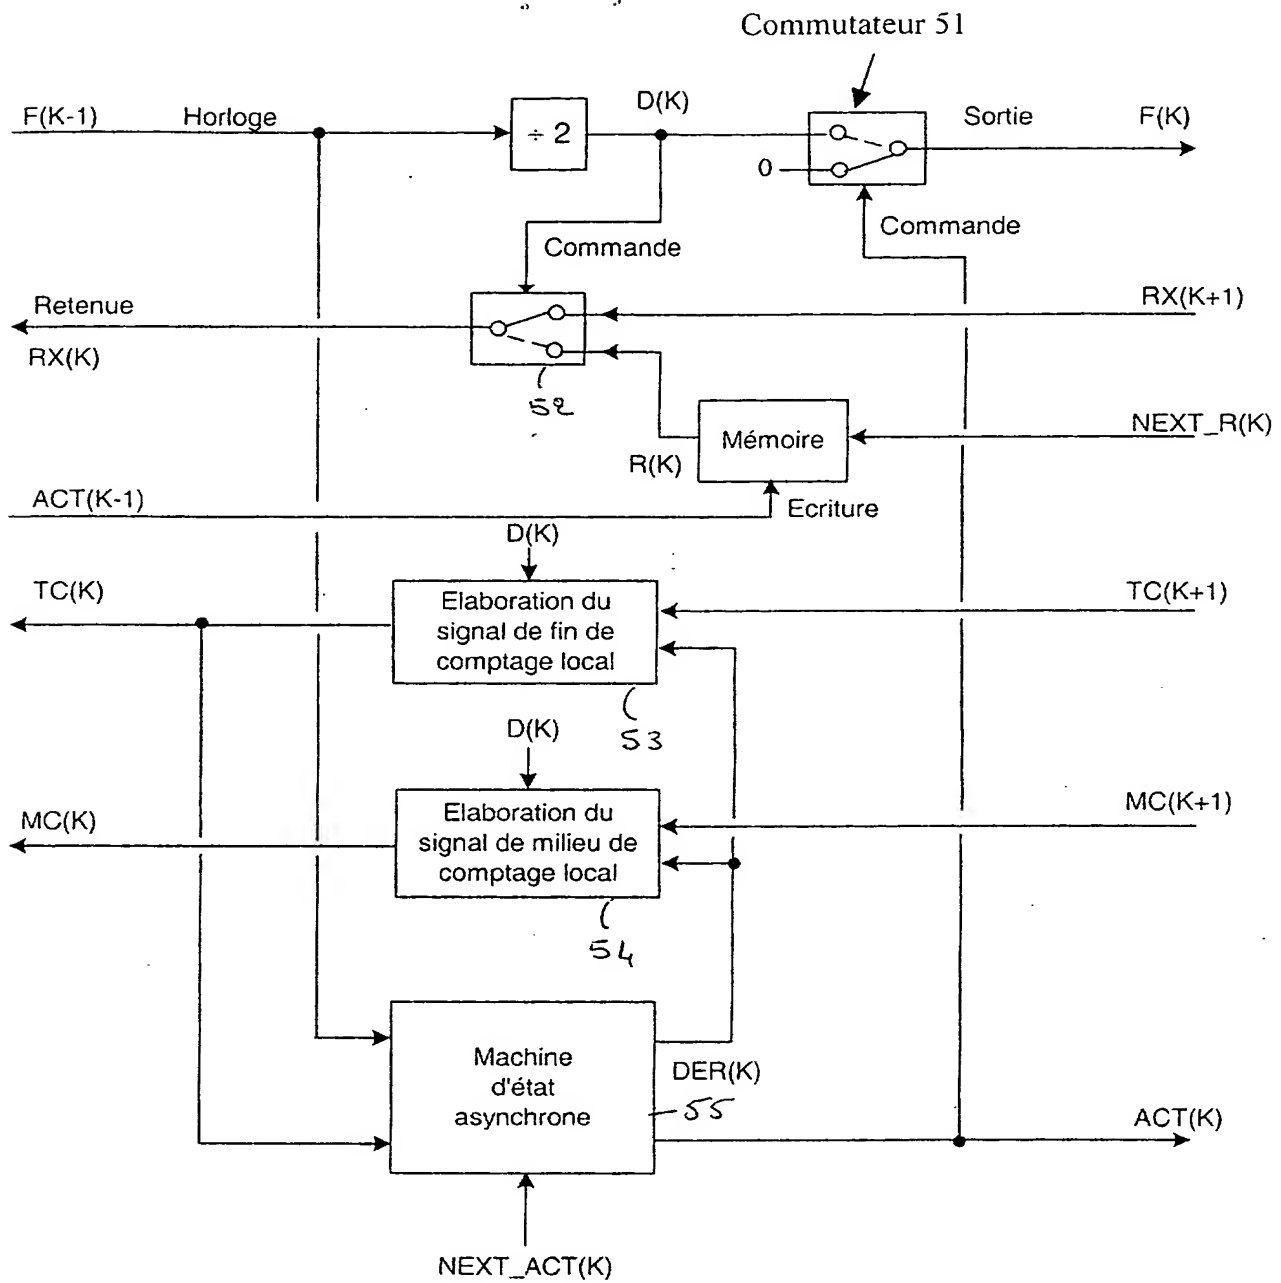 Commutateur 51
F(K-1)
Horloge
÷ 2
D(K)
Sortie
F(K)
0
Commande
Commande
Retenue
RX(K)
RX(K+1)
52
Mémoire
NEXT_R(K)
R(K)
ACT(K-1)
Ecriture
D(K)
TC(K)
Elaboration du
signal de fin de
comptage local
TC(K+1)
53
D(K)
MC(K)
Elaboration du
signal de milieu de
comptage local
MC(K+1)
54
Machine
d'état
asynchrone
DER(K)
55
ACT(K)
NEXT_ACT(K)